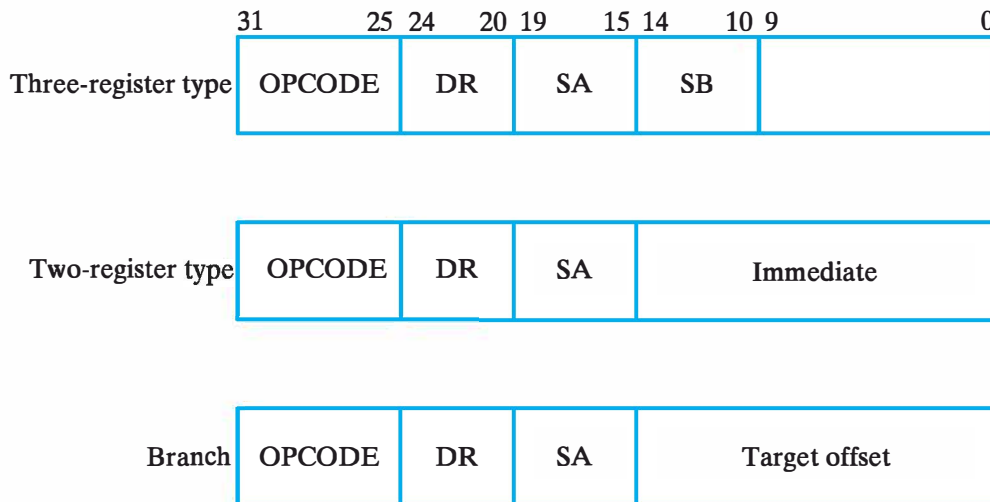 31 25 24 20 19 15 14 10 9 0
Three-register type OPCODE DR SA SB
Two-register type OPCODE DR SA Immediate
Branch OPCODE DR SA Target offset